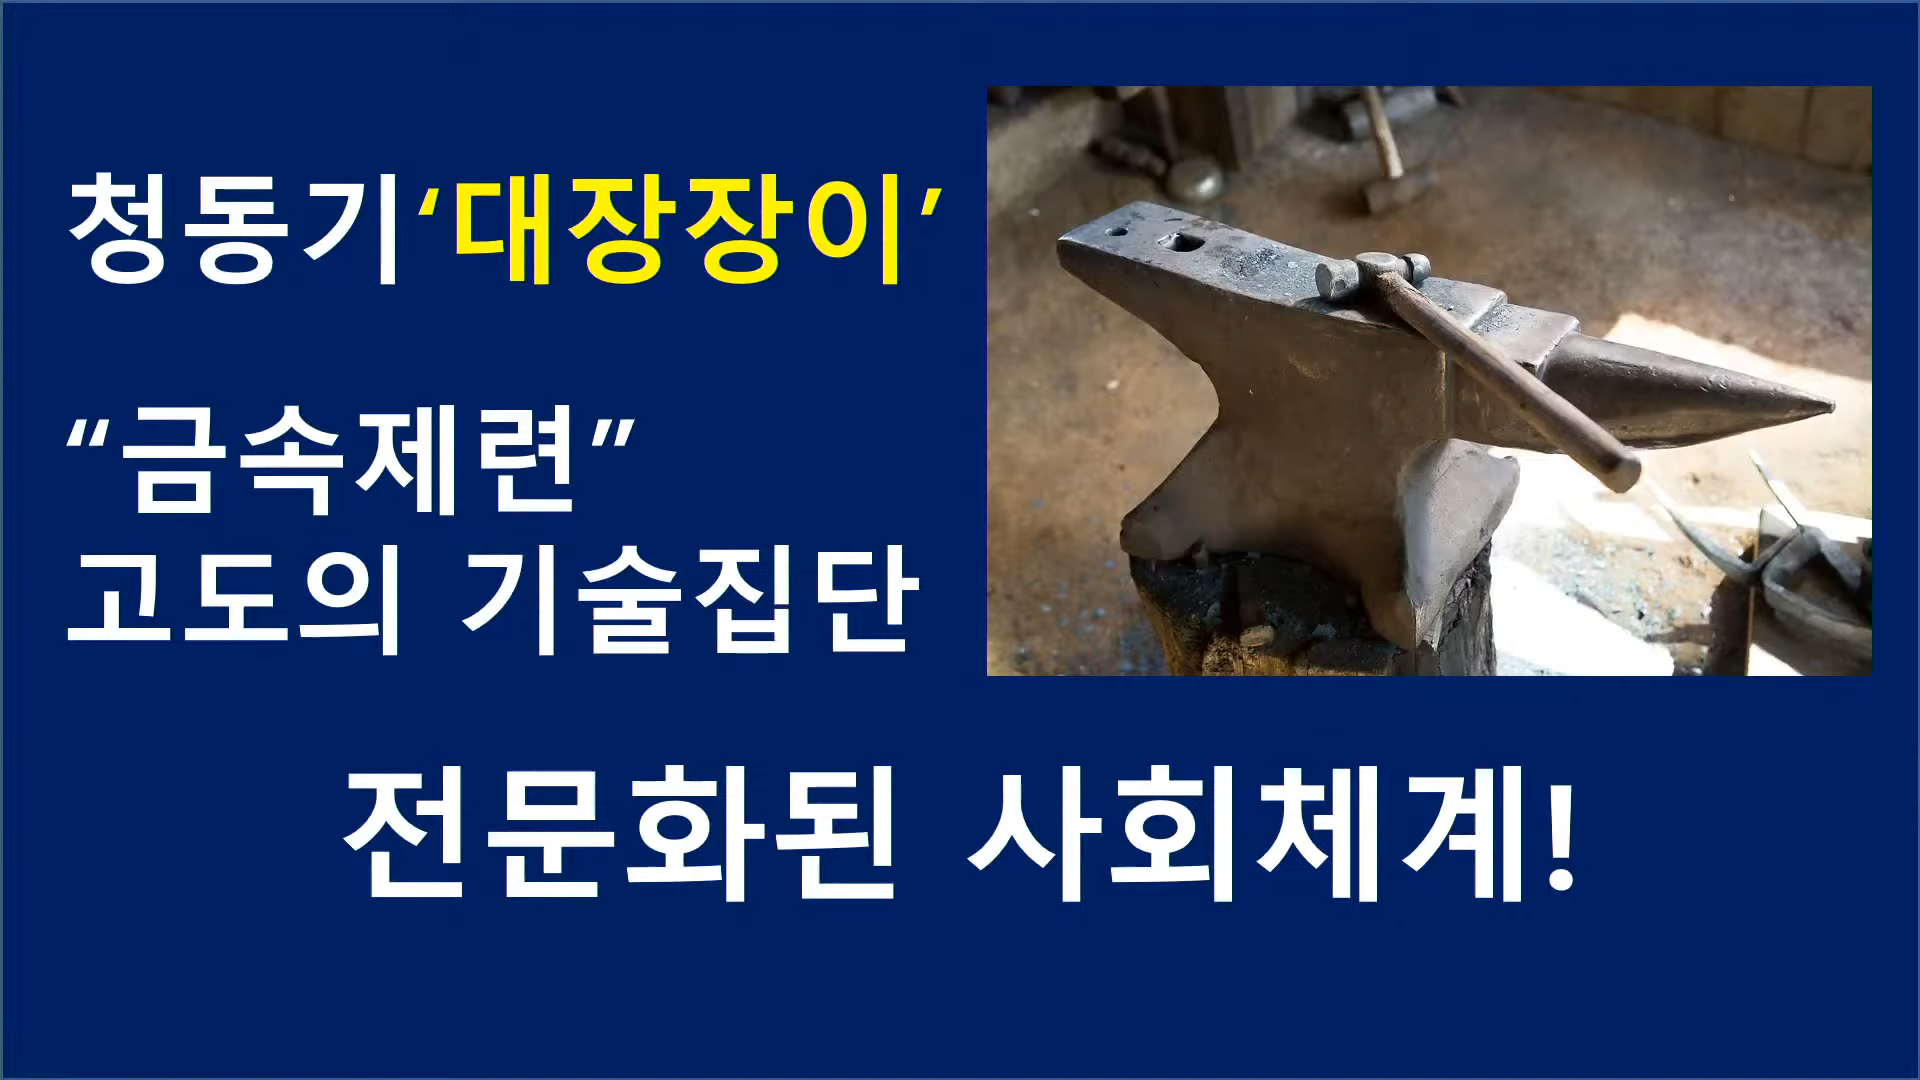 청동기‘대장장이’
“금속제련”
고도의 기술집단
전문화된 사회체계!